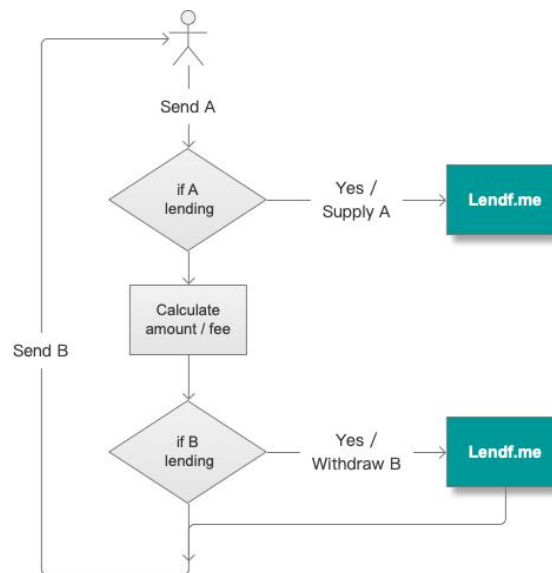 Send A
if A
lending
Yes /
Supply A
Lendf.me
Calculate
amount / fee
Send B
if B
lending
Yes /
Withdraw B
Lendf.me